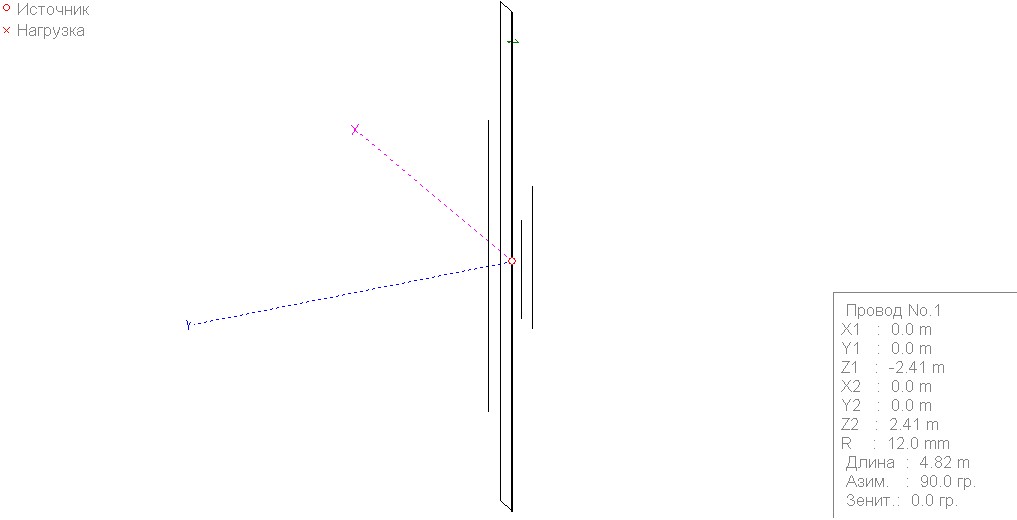 Источник
Нагрузка
X
Y
Провод No.1
X1 : 0.0 m
Y1 : 0.0 m
Z1 : -2.41 m
X2 : 0.0 m
Y2 : 0.0 m
Z2 : 2.41 m
R : 12.0 mm
Длина : 4.82 m
Азим. : 90.0 гр.
Зенит.: 0.0 гр.